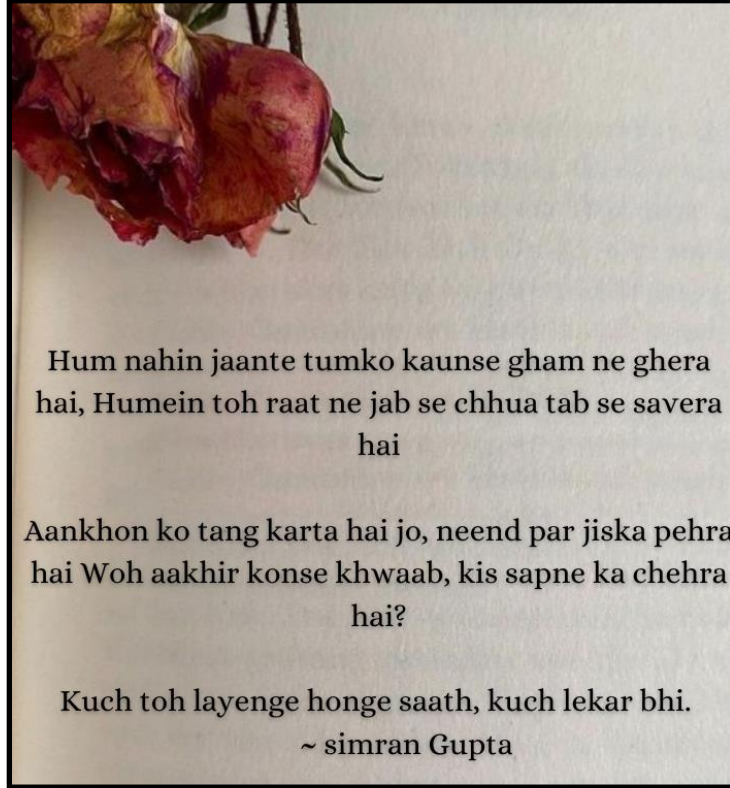 Hum nahin jaante tumko kaunse gham ne ghera
hai, Humein toh raat ne jab se chhua tab se savera
hai
Aankhon ko tang karta hai jo, neend par jiska pehra
hai Woh aakhir konse khwaab, kis sapne ka chehra
hai?
Kuch toh layenge honge saath, kuch lekar bhi.
~ simran Gupta